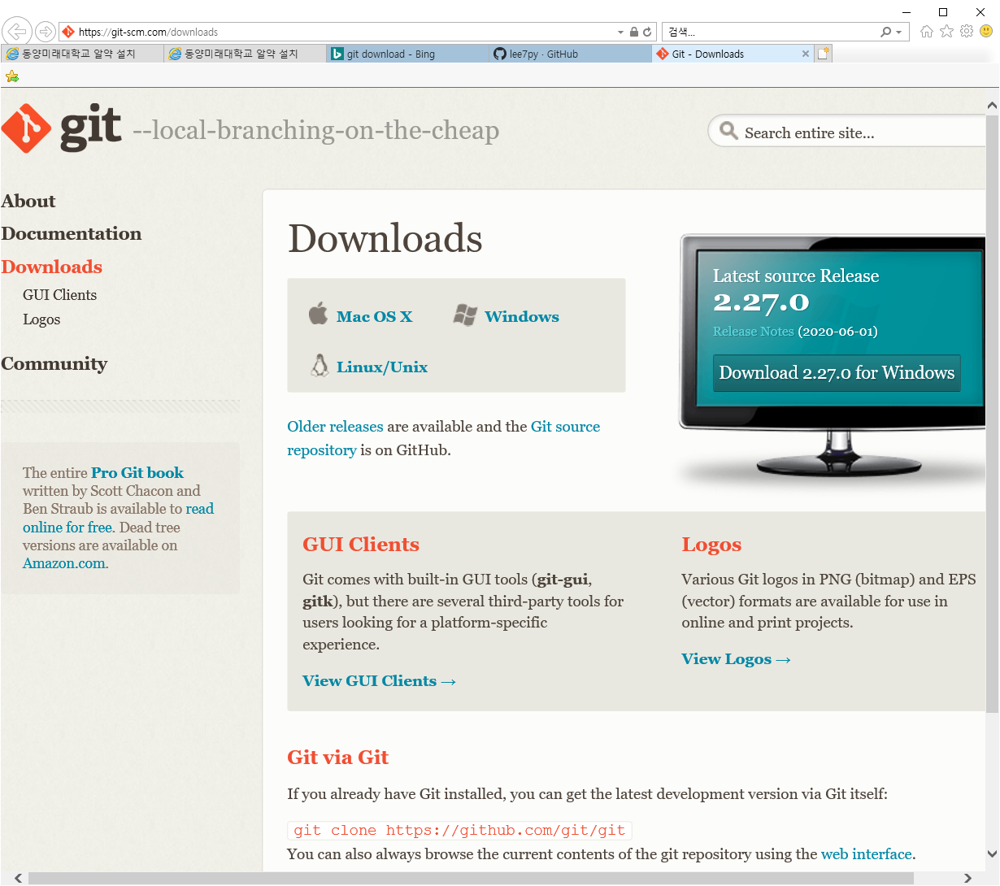 https://git-scm.com/downloads
검색...
동양미래대학교 알약 설치
동양미래대학교 알약 설치
git download - Bing
lee7py · GitHub
Git - Downloads
git --local-branching-on-the-cheap
Search entire site...
About
Documentation
Downloads
GUI Clients
Logos
Community
The entire Pro Git book
written by Scott Chacon and
Ben Straub is available to read
online for free. Dead tree
versions are available on
Amazon.com.
Downloads
Mac OS X
Windows
Linux/Unix
Older releases are available and the Git source
repository is on GitHub.
Latest source Release
2.27.0
Release Notes (2020-06-01)
Download 2.27.0 for Windows
GUI Clients
Git comes with built-in GUI tools (git-gui,
gitk), but there are several third-party tools for
users looking for a platform-specific
experience.
View GUI Clients →
Logos
Various Git logos in PNG (bitmap) and EPS
(vector) formats are available for use in
online and print projects.
View Logos →
Git via Git
If you already have Git installed, you can get the latest development version via Git itself:
git clone https://github.com/git/git
You can also always browse the current contents of the git repository using the web interface.